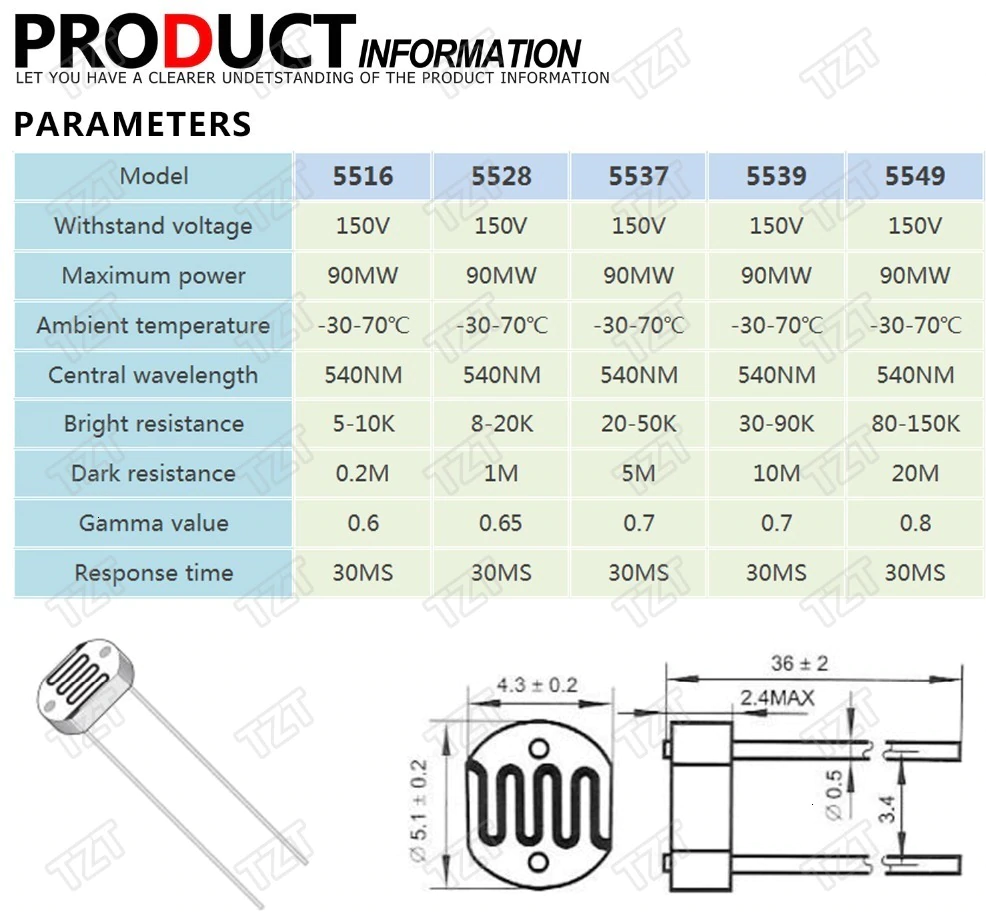 PRODUCT INFORMATION
LET YOU HAVE A CLEARER UNDETSTANDING OF THE PRODUCT INFORMATION
PARAMETERS
Model 5516 5528 5537 5539 5549
Withstand voltage 150V 150V 150V 150V 150V
Maximum power 90MW 90MW 90MW 90MW 90MW
Ambient temperature -30-70℃ -30-70℃ -30-70℃ -30-70℃ -30-70℃
Central wavelength 540NM 540NM 540NM 540NM 540NM
Bright resistance 5-10K 8-20K 20-50K 30-90K 80-150K
Dark resistance 0.2M 1M 5M 10M 20M
Gamma value 0.6 0.65 0.7 0.7 0.8
Response time 30MS 30MS 30MS 30MS 30MS
36 ± 2
4.3 ± 0.2
2.4MAX
Ø 5.1 ± 0.2
Ø 0.5
3.4
TZT